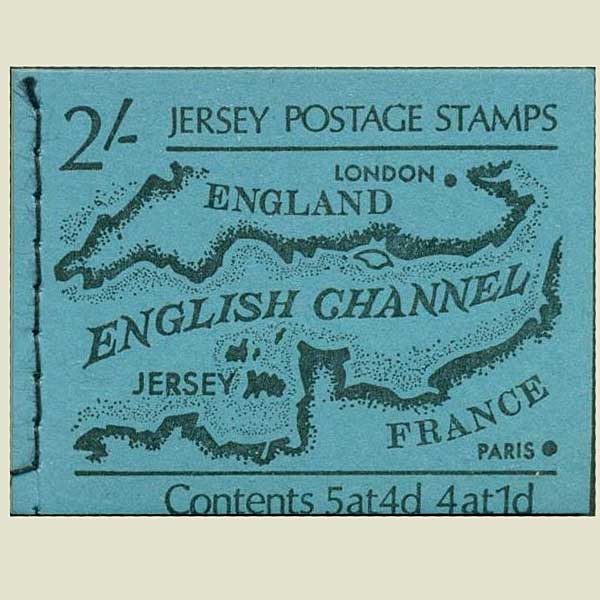 2/- JERSEY POSTAGE STAMPS
LONDON
ENGLAND
ENGLISH CHANNEL
JERSEY
FRANCE
PARIS
Contents 5at4d 4at1d